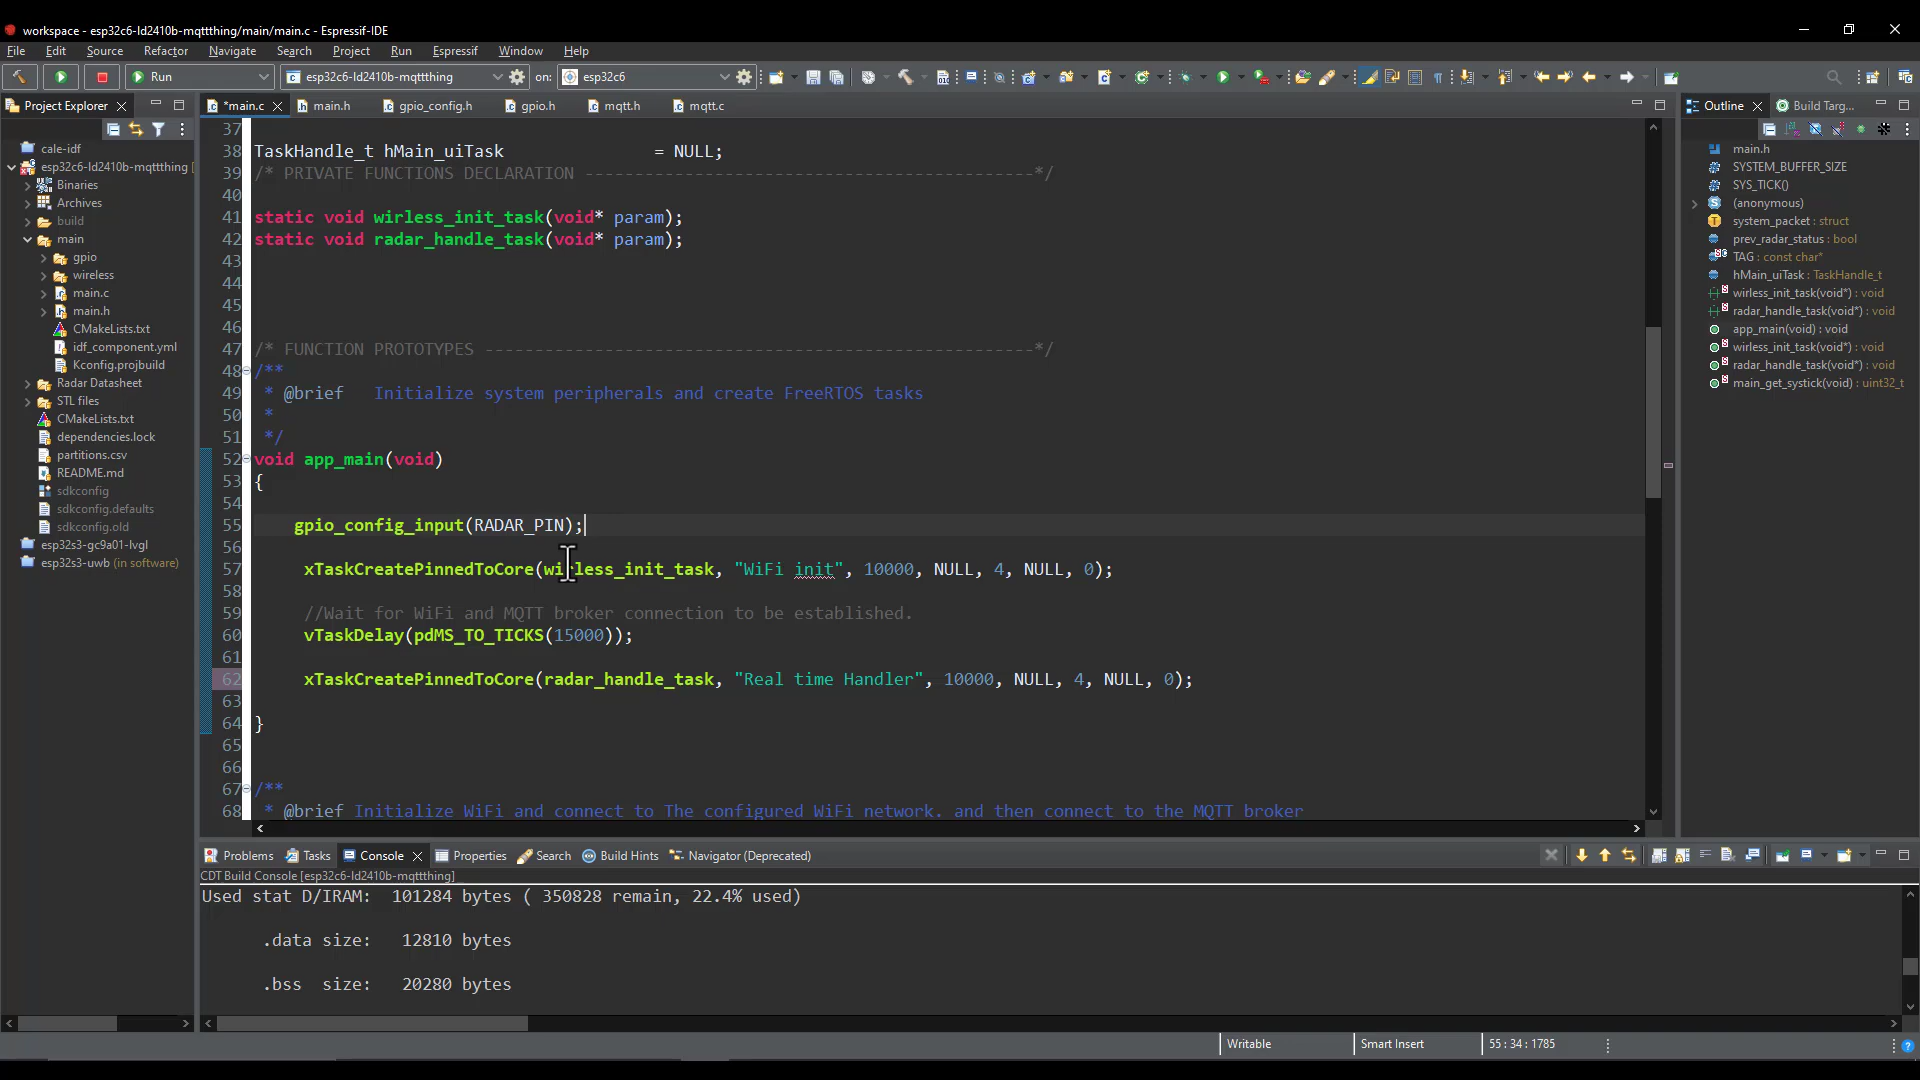 workspace - esp32c6-ld2410b-mqttthing/main/main.c - Espressif-IDE
File Edit Source Refactor Navigate Search Project Run Espressif Window Help
Run esp32c6-ld2410b-mqttthing on: esp32c6
Project Explorer
cale-idf
esp32c6-ld2410b-mqttthing [
Binaries
Archives
build
main
gpio
wireless
main.c
main.h
CMakeLists.txt
idf_component.yml
Kconfig.projbuild
Radar Datasheet
STL files
CMakeLists.txt
dependencies.lock
partitions.csv
README.md
sdkconfig
sdkconfig.defaults
sdkconfig.old
esp32s3-gc9a01-lvgl
esp32s3-uwb (in software)
*main.c main.h gpio_config.h gpio.h mqtt.h mqtt.c
37
38 TaskHandle_t hMain_uiTask = NULL;
39 /* PRIVATE FUNCTIONS DECLARATION ---------------------------------------------*/
40
41 static void wirless_init_task(void* param);
42 static void radar_handle_task(void* param);
43
44
45
46
47 /* FUNCTION PROTOTYPES -------------------------------------------------------*/
48 /**
49 * @brief Initialize system peripherals and create FreeRTOS tasks
50 *
51 */
52 void app_main(void)
53 {
54
55 gpio_config_input(RADAR_PIN);
56
57 xTaskCreatePinnedToCore(wirless_init_task, "WiFi init", 10000, NULL, 4, NULL, 0);
58
59 //Wait for WiFi and MQTT broker connection to be established.
60 vTaskDelay(pdMS_TO_TICKS(15000));
61
62 xTaskCreatePinnedToCore(radar_handle_task, "Real time Handler", 10000, NULL, 4, NULL, 0);
63
64 }
65
66
67 /**
68 * @brief Initialize WiFi and connect to The configured WiFi network. and then connect to the MQTT broker
Outline Build Targ...
main.h
SYSTEM_BUFFER_SIZE
SYS_TICK()
(anonymous)
system_packet : struct
prev_radar_status : bool
TAG : const char*
hMain_uiTask : TaskHandle_t
wirless_init_task(void*) : void
radar_handle_task(void*) : void
app_main(void) : void
wirless_init_task(void*) : void
radar_handle_task(void*) : void
main_get_systick(void) : uint32_t
Problems Tasks Console Properties Search Build Hints Navigator (Deprecated)
CDT Build Console [esp32c6-ld2410b-mqttthing]
Used stat D/IRAM: 101284 bytes ( 350828 remain, 22.4% used)
.data size: 12810 bytes
.bss size: 20280 bytes
Writable Smart Insert 55 : 34 : 1785